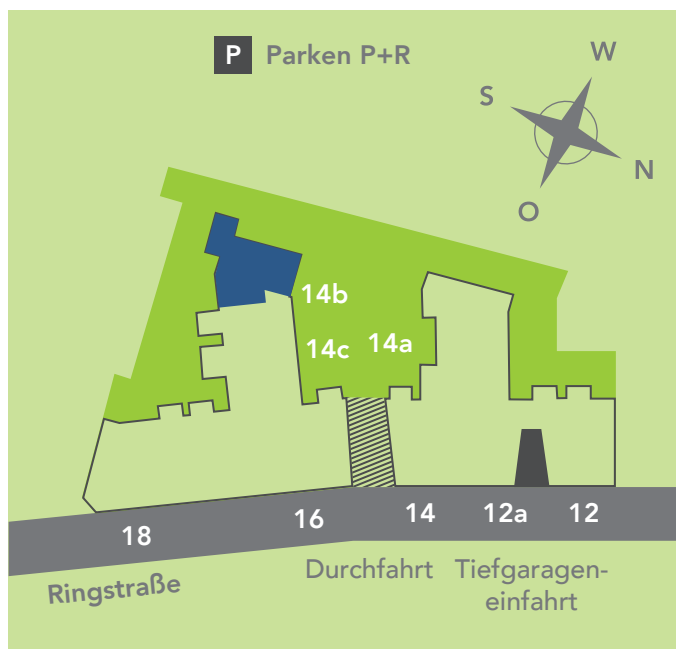 P Parken P+R
W
S
N
O
14b
14c 14a
18 16 14 12a 12
Ringstraße
Durchfahrt
Tiefgaragen-
einfahrt